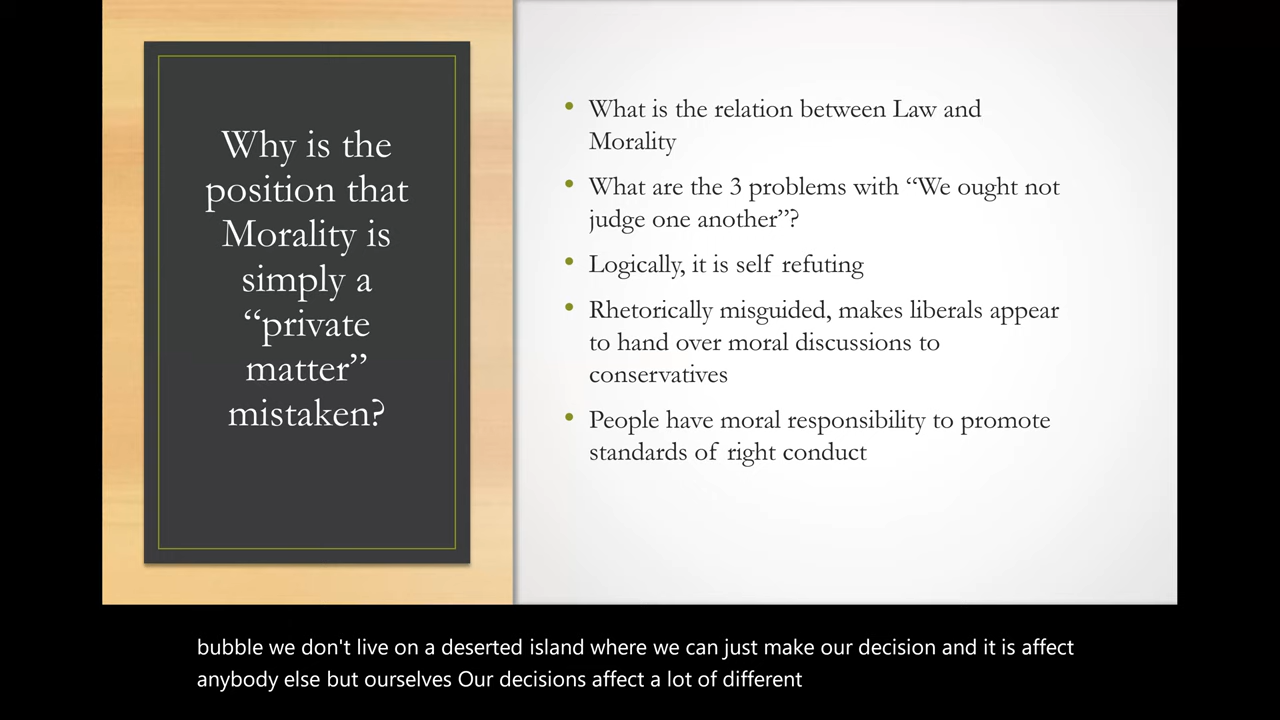 Why is the
position that
Morality is
simply a
“private
matter”
mistaken?
• What is the relation between Law and
Morality
• What are the 3 problems with “We ought not
judge one another”?
• Logically, it is self refuting
• Rhetorically misguided, makes liberals appear
to hand over moral discussions to
conservatives
• People have moral responsibility to promote
standards of right conduct
bubble we don't live on a deserted island where we can just make our decision and it is affect
anybody else but ourselves Our decisions affect a lot of different